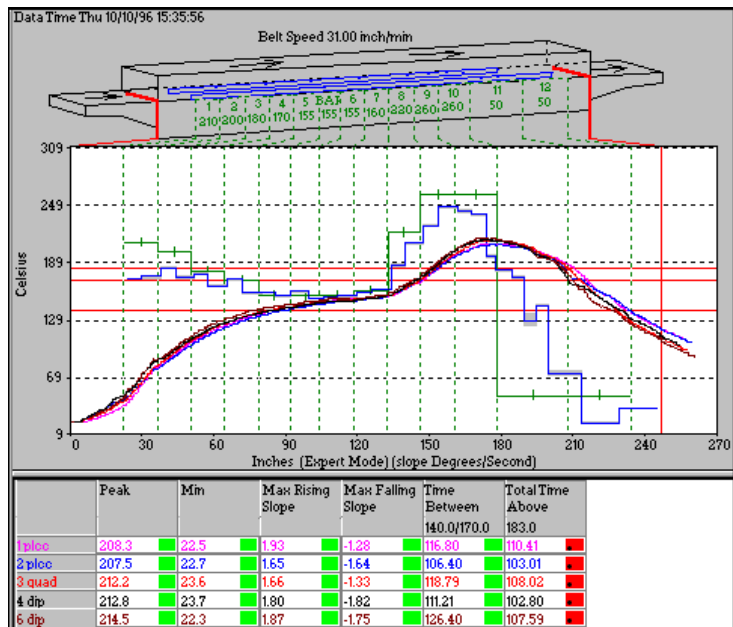 Data Time Thu 10/10/96 15:35:56
Belt Speed 31.00 inch/min
1 2 3 4 5 BAF 6 7 8 9 10 11 12
210 200 180 170 155 155 155 160 220 260 260 50 50
309
249
189
129
69
9
Celsius
0 30 60 90 120 150 180 210 240 270
Inches (Expert Mode) (slope Degrees/Second)
Peak Min Max Rising Slope Max Falling Slope Time Between Total Time Above
140.0/170.0 183.0
1 plcc 208.3 22.5 1.93 -1.28 116.80 110.41
2 plcc 207.5 22.7 1.65 -1.64 106.40 103.01
3 quad 212.2 23.6 1.66 -1.33 118.79 108.02
4 dip 212.8 23.7 1.80 -1.82 111.21 102.80
6 dip 214.5 22.3 1.87 -1.75 126.40 107.59